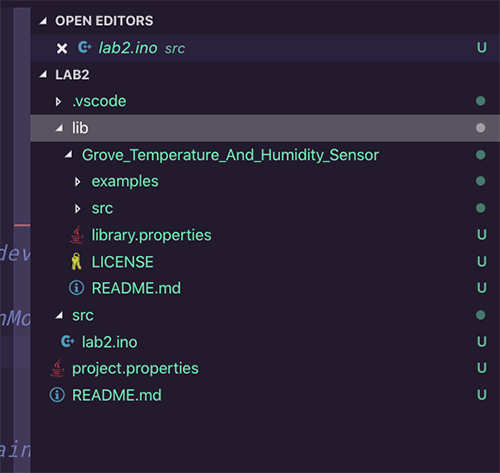 OPEN EDITORS
lab2.ino src U
LAB2
.vscode
lib
Grove_Temperature_And_Humidity_Sensor
examples
src
library.properties U
LICENSE U
README.md U
src
lab2.ino U
project.properties U
README.md U
dev
nMo
ain